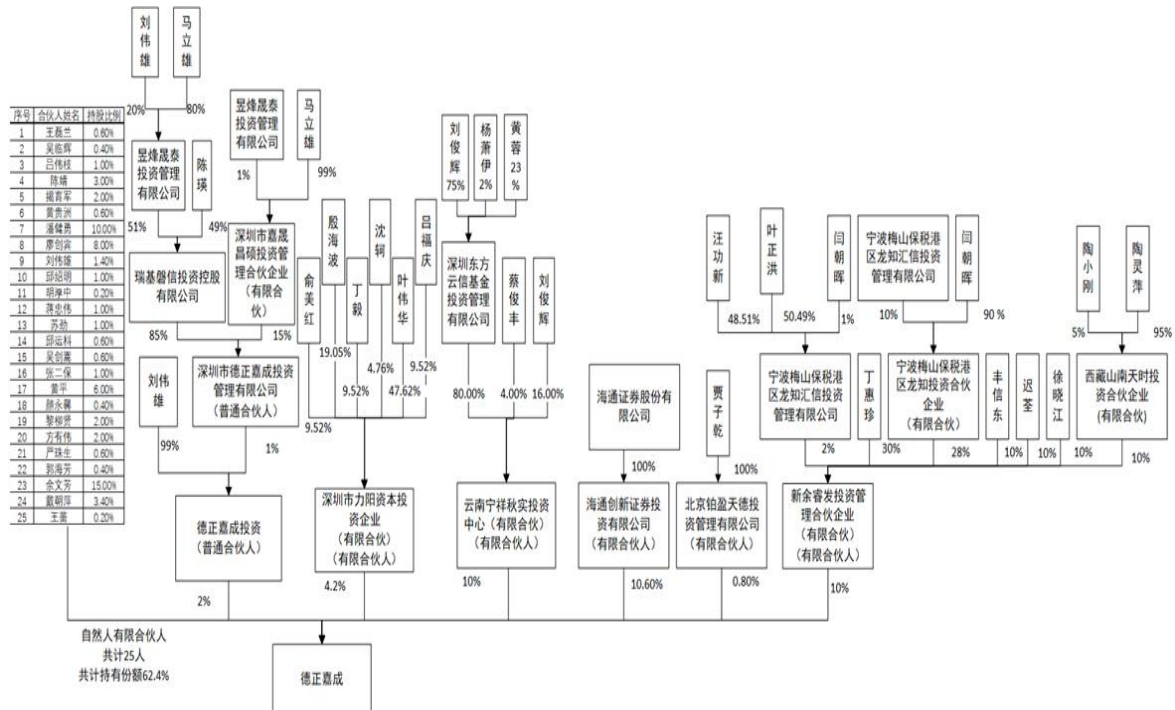 刘伟雄
马立雄
20%
80%
昱烽晟泰
投资管理
有限公司
陈瑛
51%
49%
瑞基磐信投资控股
有限公司
85%
昱烽晟泰
投资管理
有限公司
马立雄
1%
99%
深圳市嘉晟
昌硕投资管
理合伙企业
(有限合
伙)
15%
深圳市德正嘉成投资
管理有限公司
(普通合伙人)
刘伟雄
99%
1%
德正嘉成投资
(普通合伙人)
2%
序号 合伙人姓名 持股比例
1 王磊兰 0.60%
2 吴临辉 0.40%
3 吕伟枝 1.00%
4 陈靖 3.00%
5 揭育军 2.00%
6 黄贵洲 0.60%
7 潘健勇 10.00%
8 廖创宾 8.00%
9 刘伟雄 1.40%
10 邱绍明 1.00%
11 胡厚中 0.20%
12 蒋忠伟 1.00%
13 苏劲 1.00%
14 邱运科 0.60%
15 吴剑嵩 0.60%
16 张二保 1.00%
17 黄平 6.00%
18 颜永馨 0.40%
19 黎柳贤 2.00%
20 方有伟 2.00%
21 严珠生 0.60%
22 郭海芳 0.40%
23 余文芳 15.00%
24 戴朝萍 3.40%
25 王蕾 0.20%
俞美红
殷海波
丁毅
沈轲
叶伟华
吕福庆
9.52%
19.05%
9.52%
4.76%
47.62%
9.52%
深圳市力阳资本投
资企业
(有限合伙)
(有限合伙人)
4.2%
刘俊辉
75%
杨萧伊
2%
黄蓉23
%
深圳东方
云信基金
投资管理
有限公司
蔡俊丰
刘俊辉
80.00%
4.00%
16.00%
云南宁祥秋实投资
中心(有限合伙)
(有限合伙人)
10%
海通证券股份有
限公司
100%
海通创新证券投
资有限公司
(有限合伙人)
10.60%
贾子乾
100%
北京铂盈天德投
资管理有限公司
(有限合伙人)
0.80%
汪功新
叶正洪
闫朝晖
48.51%
50.49%
1%
宁波梅山保税港
区龙知汇信投资
管理有限公司
2%
丁惠珍
30%
宁波梅山保税港
区龙知汇信投资
管理有限公司
闫朝晖
10%
90 %
宁波梅山保税港
区龙知投资合伙
企业
(有限合伙)
28%
丰信东
10%
迟荃
10%
徐晓江
10%
陶小刚
陶灵萍
5%
95%
西藏山南天时投
资合伙企业
(有限合伙)
10%
新余睿发投资管
理合伙企业
(有限合伙)
(有限合伙人)
10%
自然人有限合伙人
共计25人
共计持有份额62.4%
德正嘉成